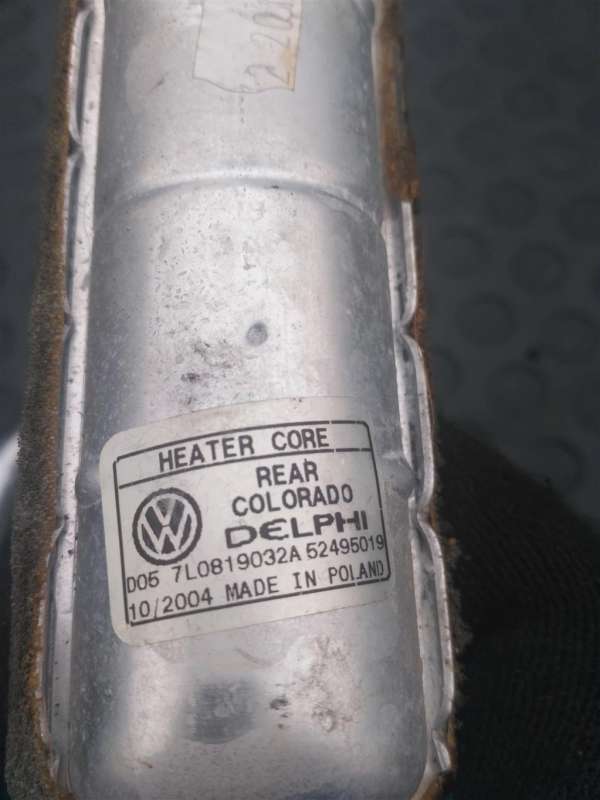 HEATER CORE
REAR
COLORADO
DELPHI
D05 7L0819032A 52495019
10/2004 MADE IN POLAND